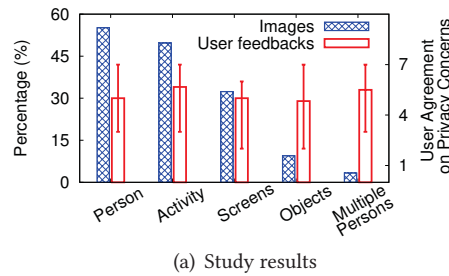 60%
45%
30%
15%
0
Percentage (%)
Images
User feedbacks
7
4
1
User Agreement
on Privacy Concerns
Person
Activity
Screens
Objects
Multiple
Persons
(a) Study results